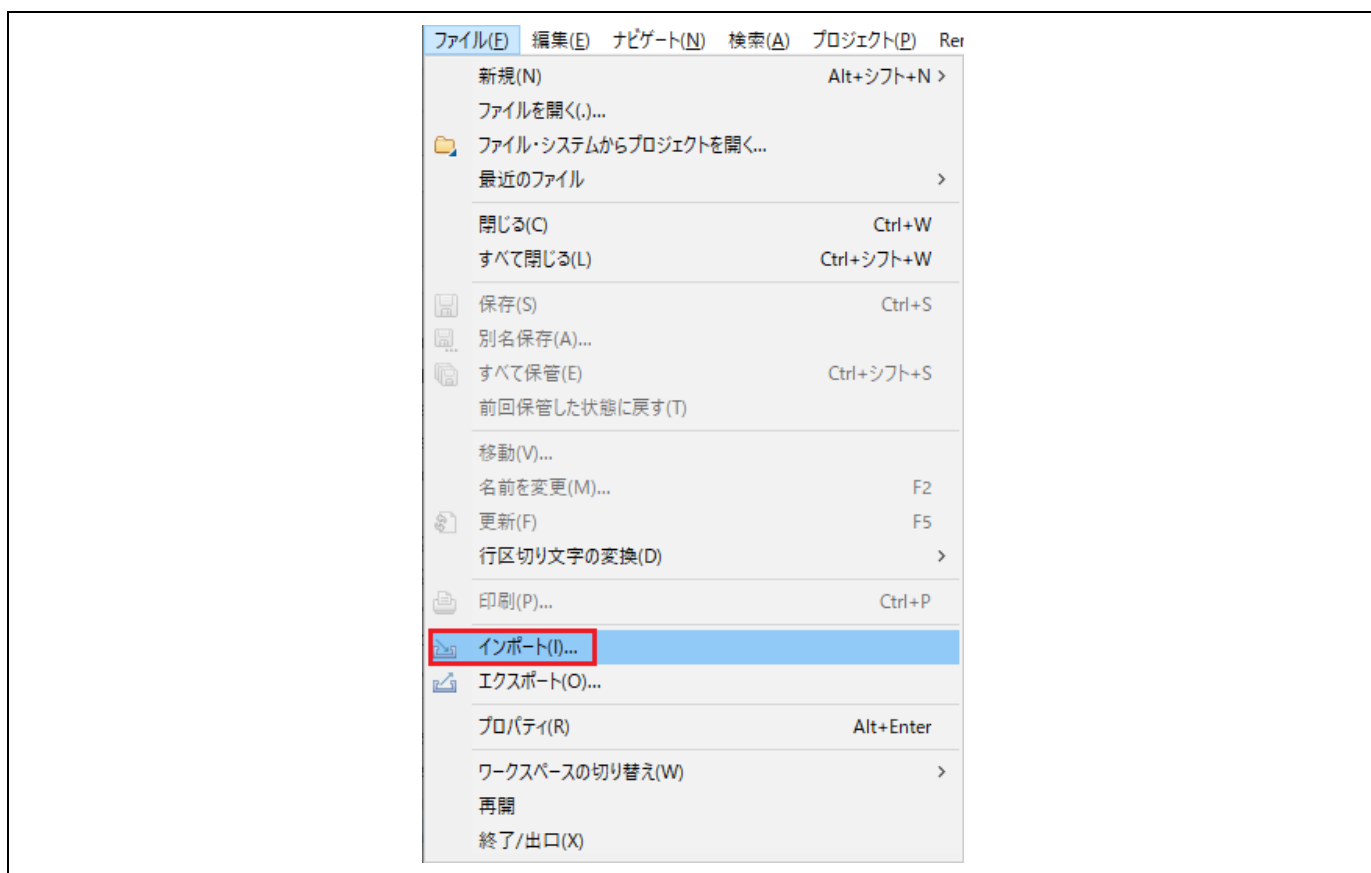 ファイル(F) 編集(E) ナビゲート(N) 検索(A) プロジェクト(P) Rer
新規(N) Alt+シフト+N >
ファイルを開く(.)...
ファイル・システムからプロジェクトを開く...
最近のファイル >
閉じる(C) Ctrl+W
すべて閉じる(L) Ctrl+シフト+W
保存(S) Ctrl+S
別名保存(A)...
すべて保管(E) Ctrl+シフト+S
前回保管した状態に戻す(T)
移動(V)...
名前を変更(M)... F2
更新(F) F5
行区切り文字の変換(D) >
印刷(P)... Ctrl+P
インポート(I)...
エクスポート(O)...
プロパティ(R) Alt+Enter
ワークスペースの切り替え(W) >
再開
終了/出口(X)